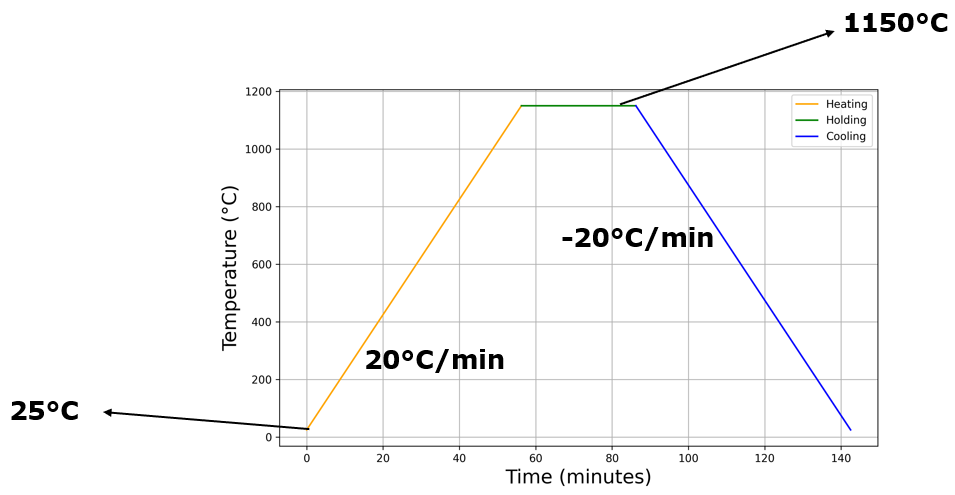 1150°C
1200
1000
800
600
400
200
0
Temperature (°C)
Heating
Holding
Cooling
-20°C/min
20°C/min
25°C
0 20 40 60 80 100 120 140
Time (minutes)